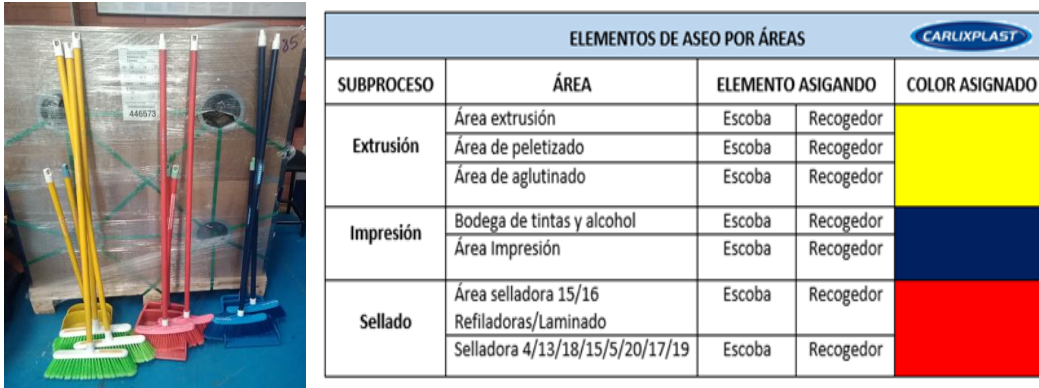 446573
85
ELEMENTOS DE ASEO POR ÁREAS
CARLIXPLAST
SUBPROCESO ÁREA ELEMENTO ASIGANDO COLOR ASIGNADO
Extrusión
Área extrusión Escoba Recogedor
Área de peletizado Escoba Recogedor
Área de aglutinado Escoba Recogedor
Impresión
Bodega de tintas y alcohol Escoba Recogedor
Área Impresión Escoba Recogedor
Sellado
Área selladora 15/16 Escoba Recogedor
Refiladoras/Laminado
Selladora 4/13/18/15/5/20/17/19 Escoba Recogedor